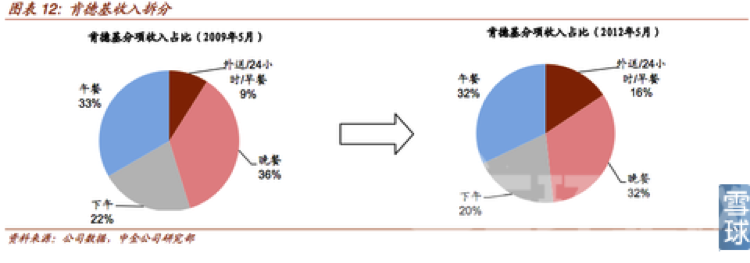 图表 12：肯德基收入拆分
肯德基分项收入占比（2009年5月）
外送/24小
时/早餐
9%
午餐
33%
晚餐
36%
下午
22%
肯德基分项收入占比（2012年5月）
外送/24小
时/早餐
16%
午餐
32%
晚餐
32%
下午
20%
资料来源：公司数据，中金公司研究部
雪球